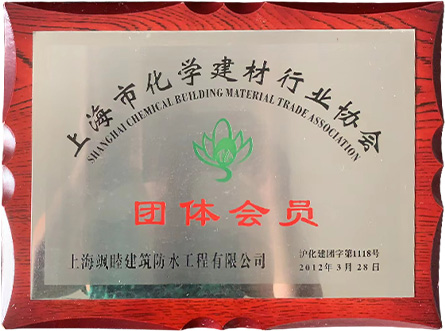 上海市化学建材行业协会
SHANGHAI CHEMICAL BUILDING MATERIAL TRADE ASSOCIATION
团体会员
上海飒睦建筑防水工程有限公司
沪化建团字第1118号
2012年3月28日